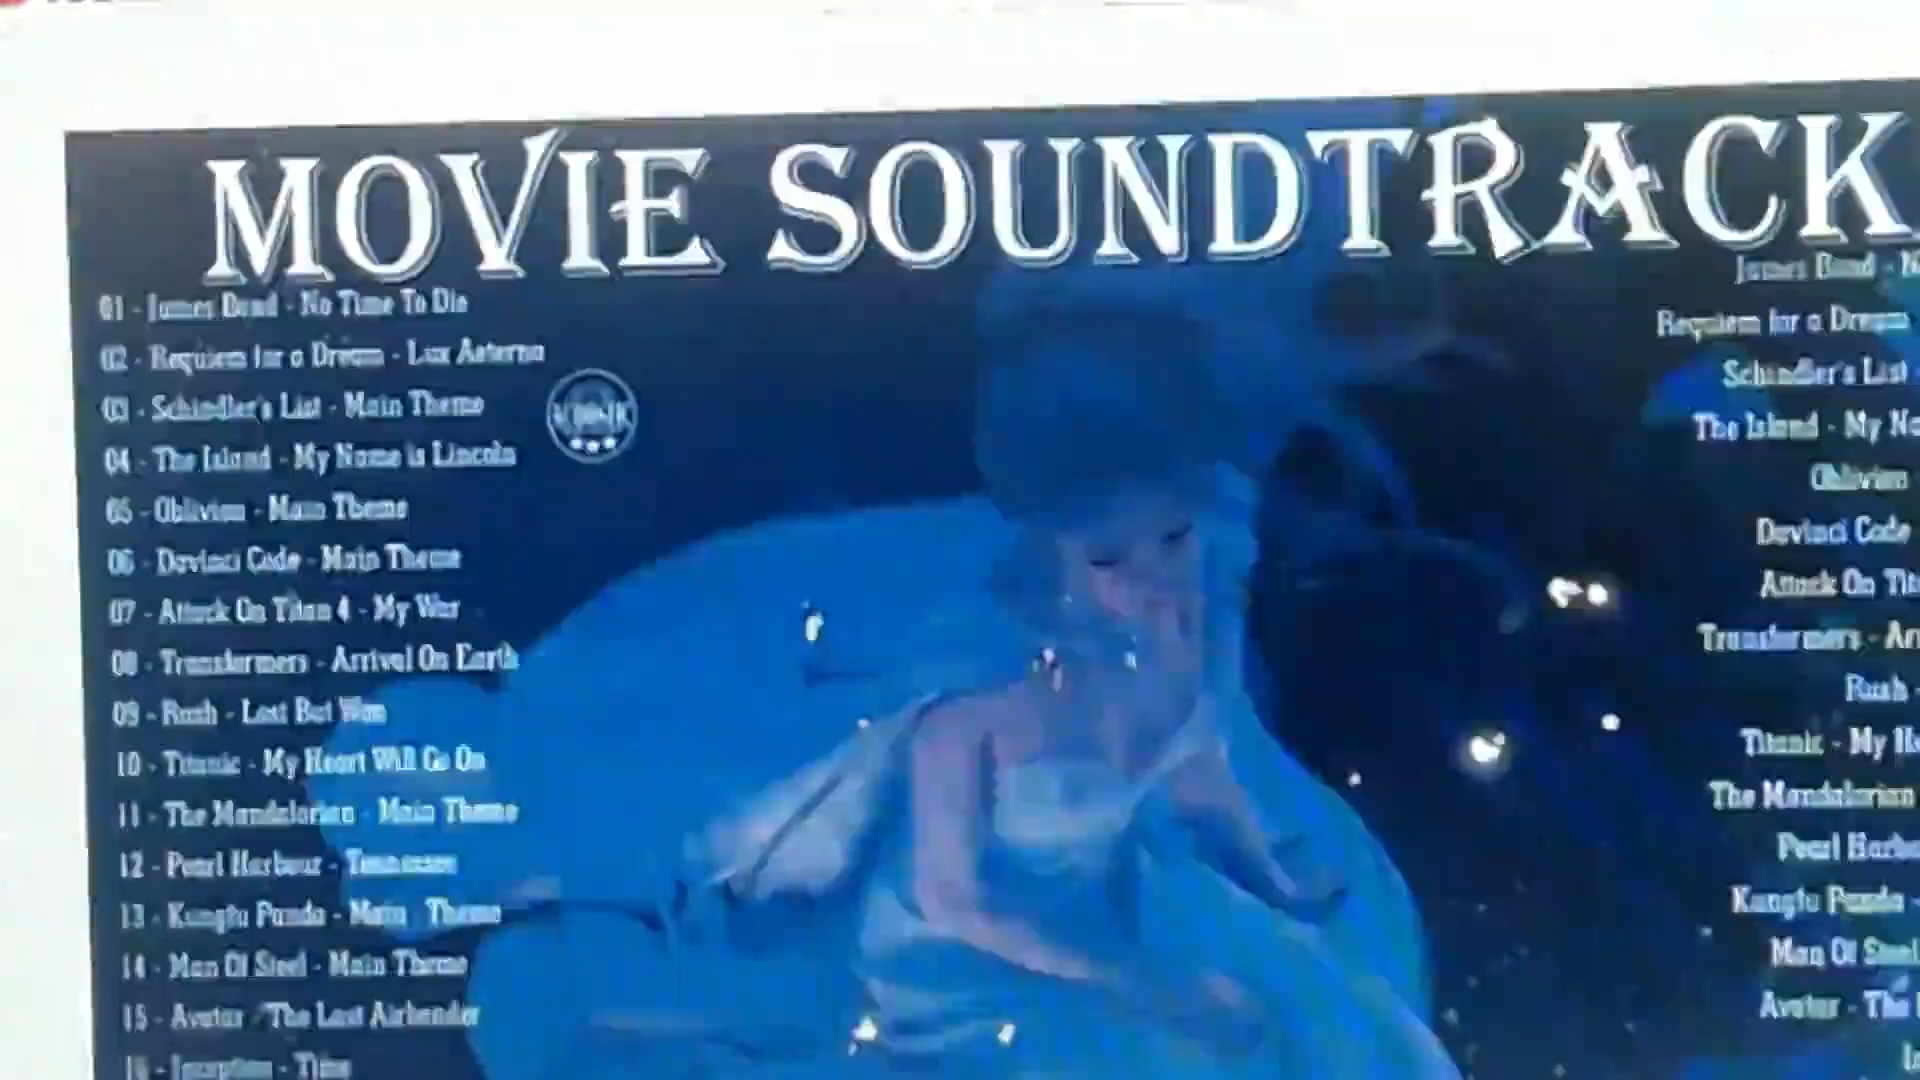 MOVIE SOUNDTRACK
01 - James Bond - No Time To Die
02 - Requiem for a Dream - Lux Aeterna
03 - Schindler's List - Main Theme
04 - The Island - My Name is Lincoln
05 - Oblivion - Main Theme
06 - Davinci Code - Main Theme
07 - Attack On Titan 4 - My War
08 - Transformers - Arrival On Earth
09 - Rush - Lost But Won
10 - Titanic - My Heart Will Go On
11 - The Mandalorian - Main Theme
12 - Pearl Harbour - Tennessee
13 - Kungfu Panda - Main Theme
14 - Man Of Steel - Main Theme
15 - Avatar - The Last Airbender
16 - Inception - Time
James Bond -
Requiem for a Dream
Schindler's List -
The Island - My
Oblivion
Davinci Code
Attack On
Transformers -
Rush -
Titanic - My
The Mandalorian
Pearl
Kungfu Panda -
Man Of Steel
Avatar - The